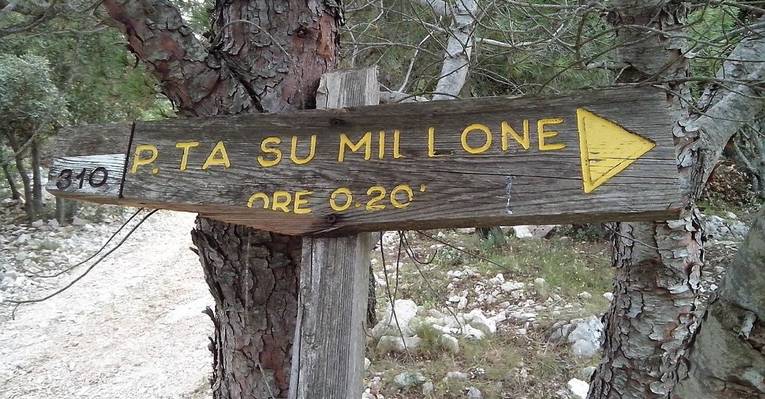 310 P.TA SU MILLONE
ORE 0.20'